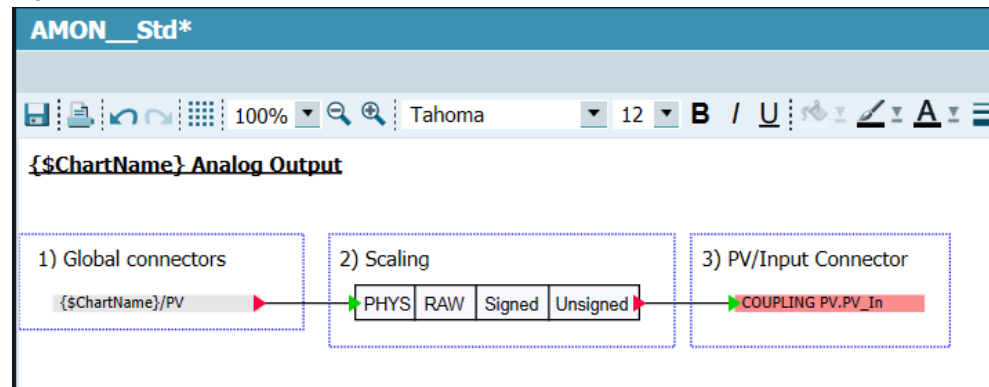 AMON__Std*
100% Tahoma 12 B I U A
{$ChartName} Analog Output
1) Global connectors 2) Scaling 3) PV/Input Connector
{$ChartName}/PV PHYS RAW Signed Unsigned COUPLING PV.PV_In